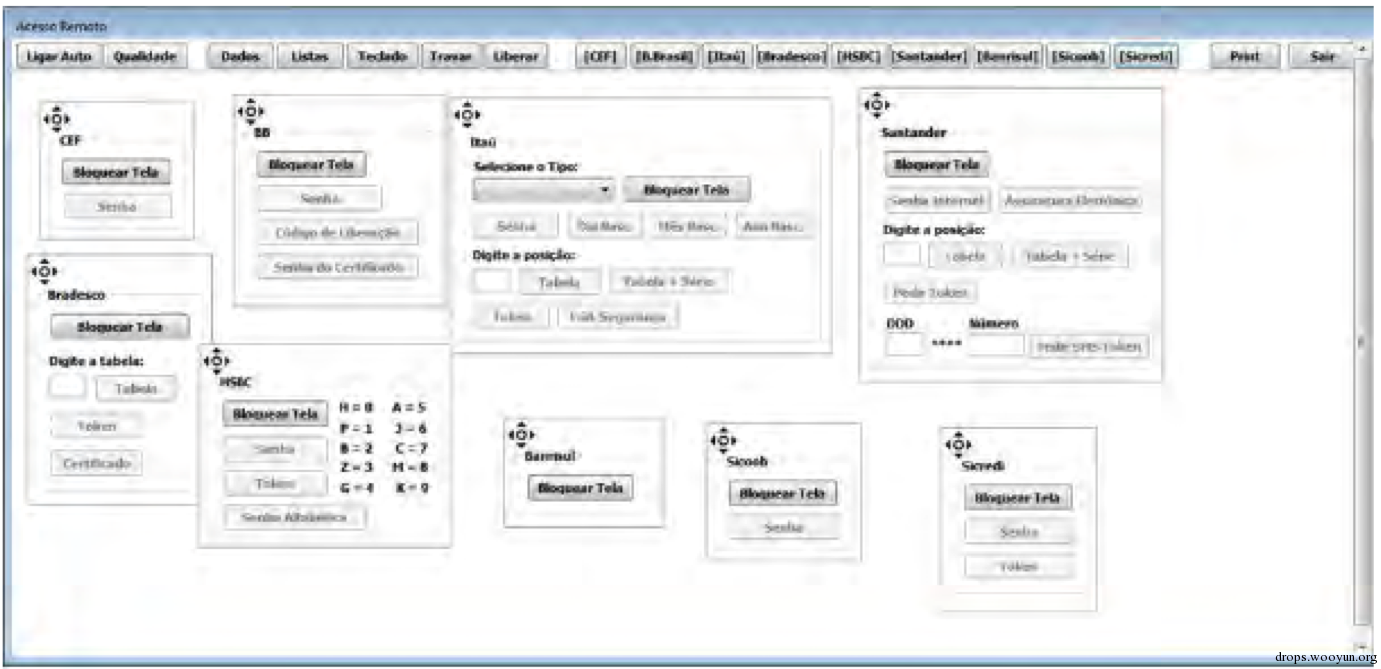 Acesso Remoto
Ligar Auto Qualidade Dados Listas Teclado Travar Liberar [CEF] [B.Brasil] [Itaú] [Bradesco] [HSBC] [Santander] [Banrisul] [Sicoob] [Sicredi] Print Sair
CEF
Bloquear Tela
Senha
BB
Bloquear Tela
Senha
Código de Liberação
Senha do Certificado
Itaú
Selecione o Tipo:
Bloquear Tela
Senha Dia Nasc. Mês Nasc. Ano Nasc.
Digite a posição:
Tabela Tabela + Série
Token
Santander
Bloquear Tela
Senha Internet Assinatura Eletrônica
Digite a posição:
Tabela Tabela + Série
Pede Token
DDD Número
**** Pede SMS-Token
Bradesco
Bloquear Tela
Digite a tabela:
Tabela
Token
Certificado
HSBC
Bloquear Tela
Senha
Token
Senha Alfabética
H = 0 A = 5
P = 1 J = 6
B = 2 C = 7
Z = 3 M = 8
G = 4 K = 9
Banrisul
Bloquear Tela
Sicoob
Bloquear Tela
Senha
Sicredi
Bloquear Tela
Senha
Token
drops.wooyun.org